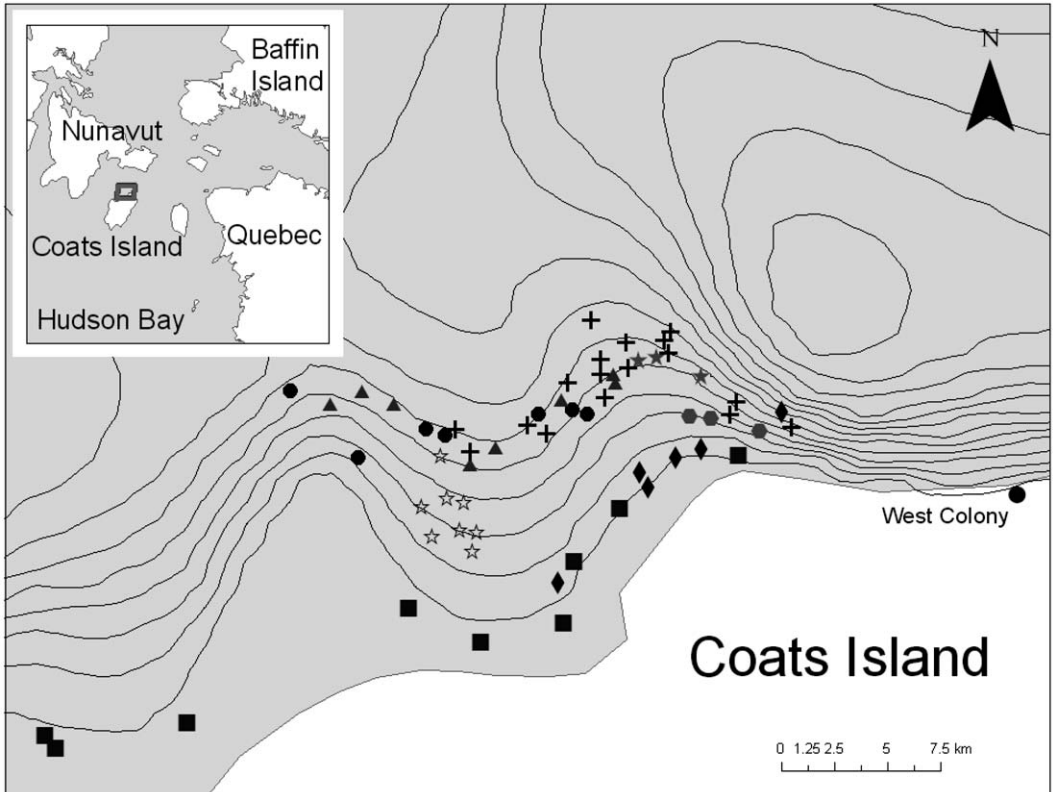 Baffin
Island
Nunavut
Coats Island
Quebec
Hudson Bay
N
West Colony
Coats Island
0 1.25 2.5 5 7.5 km